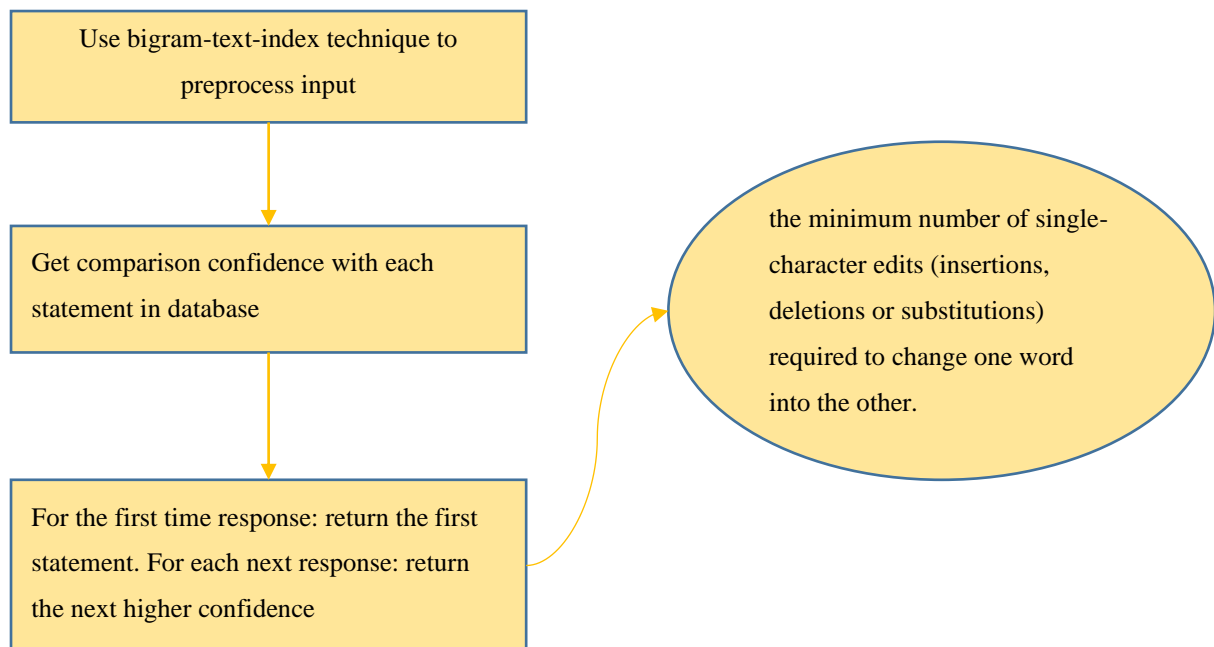 Use bigram-text-index technique to
preprocess input
Get comparison confidence with each
statement in database
For the first time response: return the first
statement. For each next response: return
the next higher confidence
the minimum number of single-
character edits (insertions,
deletions or substitutions)
required to change one word
into the other.